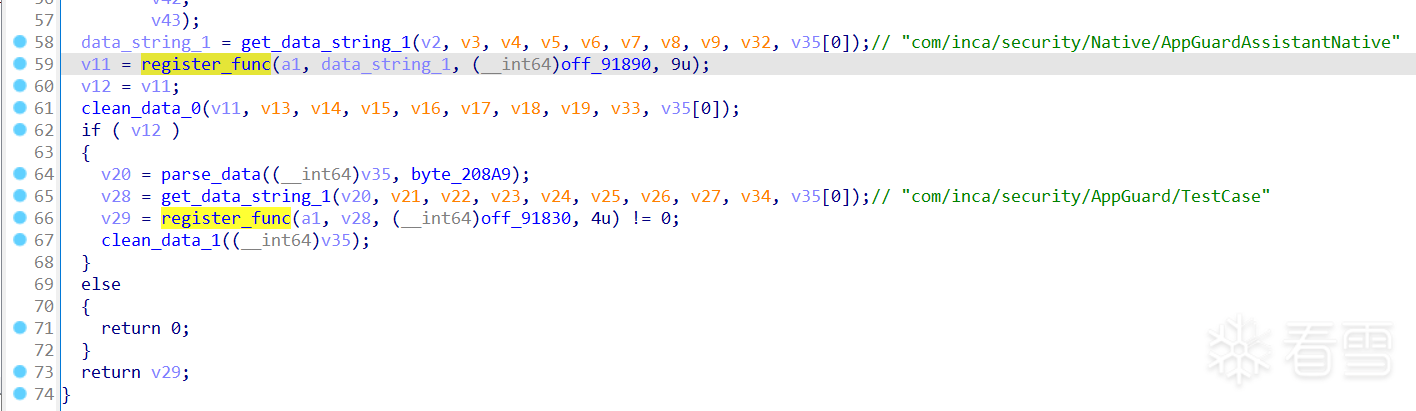 57 v43);
58 data_string_1 = get_data_string_1(v2, v3, v4, v5, v6, v7, v8, v9, v32, v35[0]);// "com/inca/security/Native/AppGuardAssistantNative"
59 v11 = register_func(a1, data_string_1, (__int64)off_91890, 9u);
60 v12 = v11;
61 clean_data_0(v11, v13, v14, v15, v16, v17, v18, v19, v33, v35[0]);
62 if ( v12 )
63 {
64 v20 = parse_data((__int64)v35, byte_208A9);
65 v28 = get_data_string_1(v20, v21, v22, v23, v24, v25, v26, v27, v34, v35[0]);// "com/inca/security/AppGuard/TestCase"
66 v29 = register_func(a1, v28, (__int64)off_91830, 4u) != 0;
67 clean_data_1((__int64)v35);
68 }
69 else
70 {
71 return 0;
72 }
73 return v29;
74 }
看雪